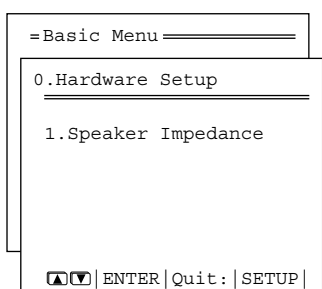 =Basic Menu
0.Hardware Setup
1.Speaker Impedance
▲▼|ENTER|Quit:|SETUP|